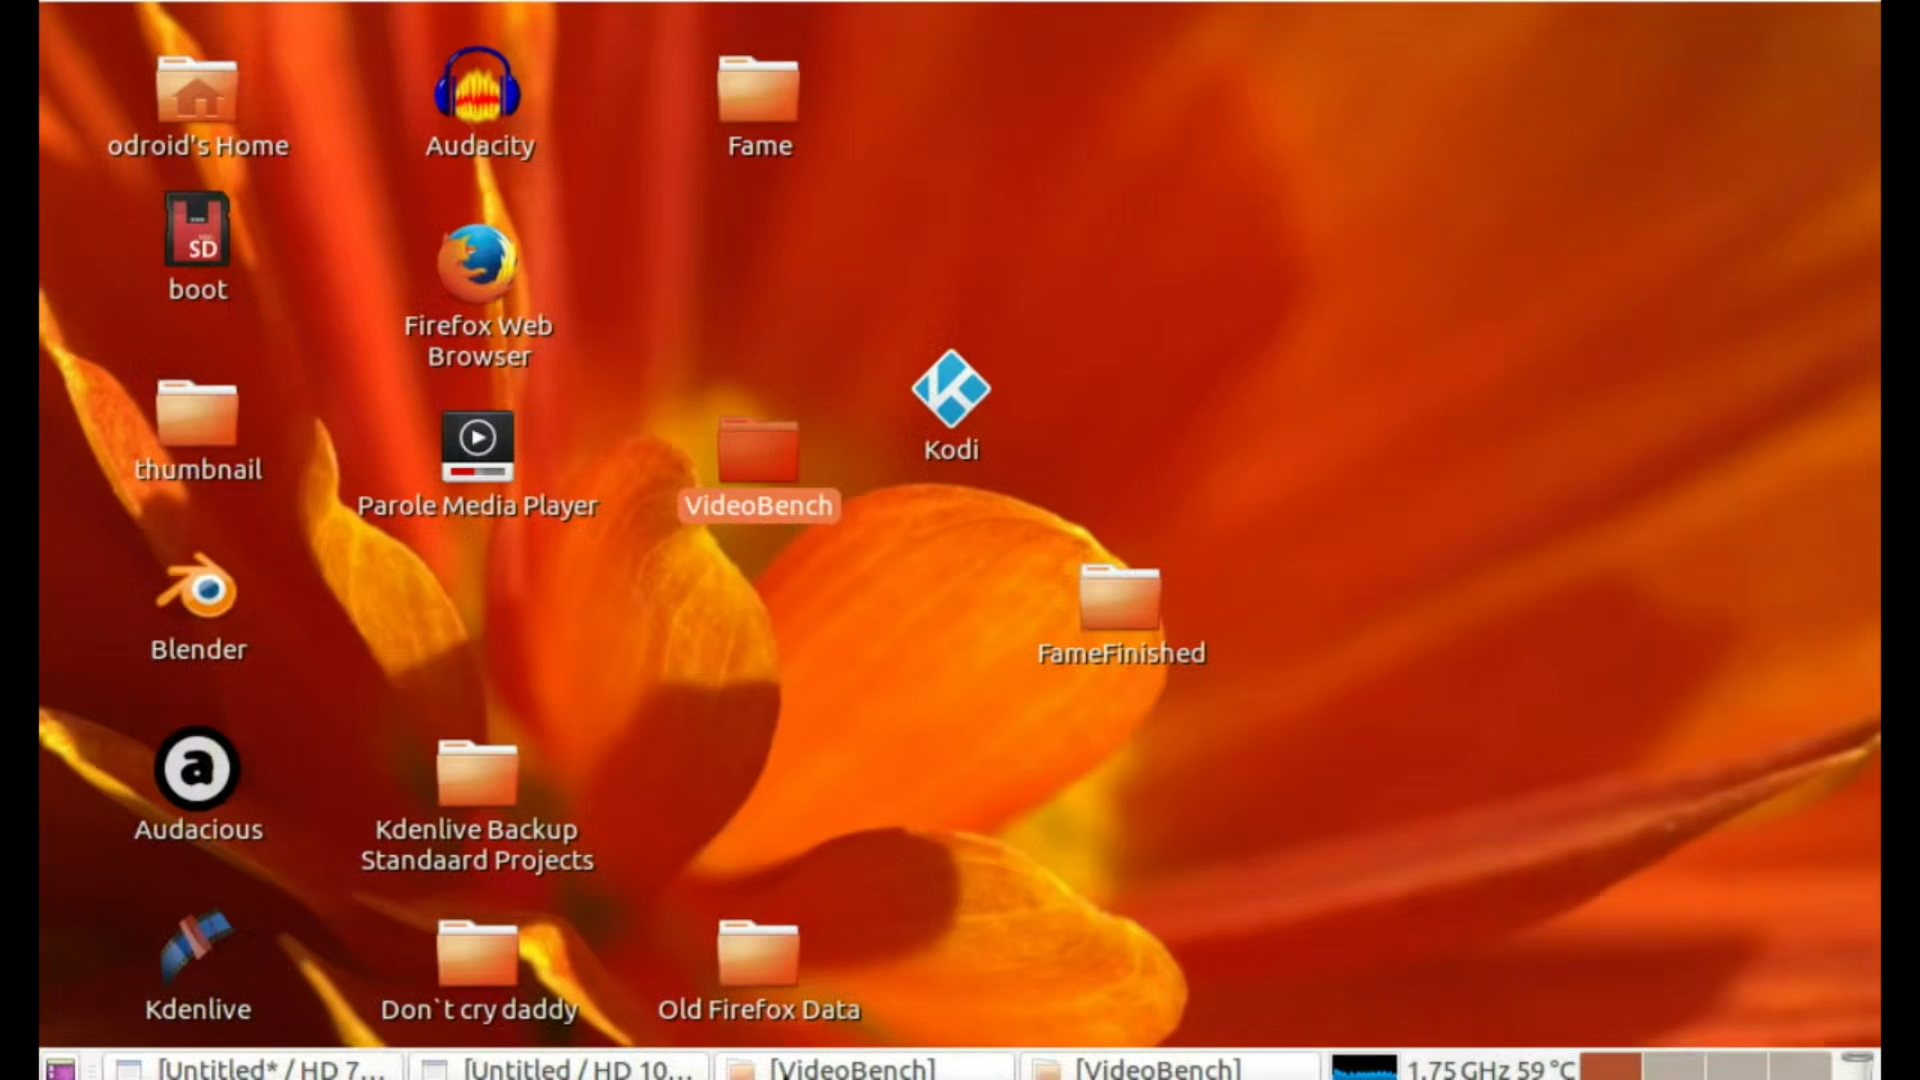 odroid's Home
Audacity
Fame
SD
boot
Firefox Web
Browser
Kodi
thumbnail
Parole Media Player
VideoBench
Blender
FameFinished
a
Audacious
Kdenlive Backup
Standaard Projects
Kdenlive
Don`t cry daddy
Old Firefox Data
[Untitled* / HD 7...
[Untitled / HD 10...
[VideoBench]
[VideoBench]
1.75 GHz 59 °C